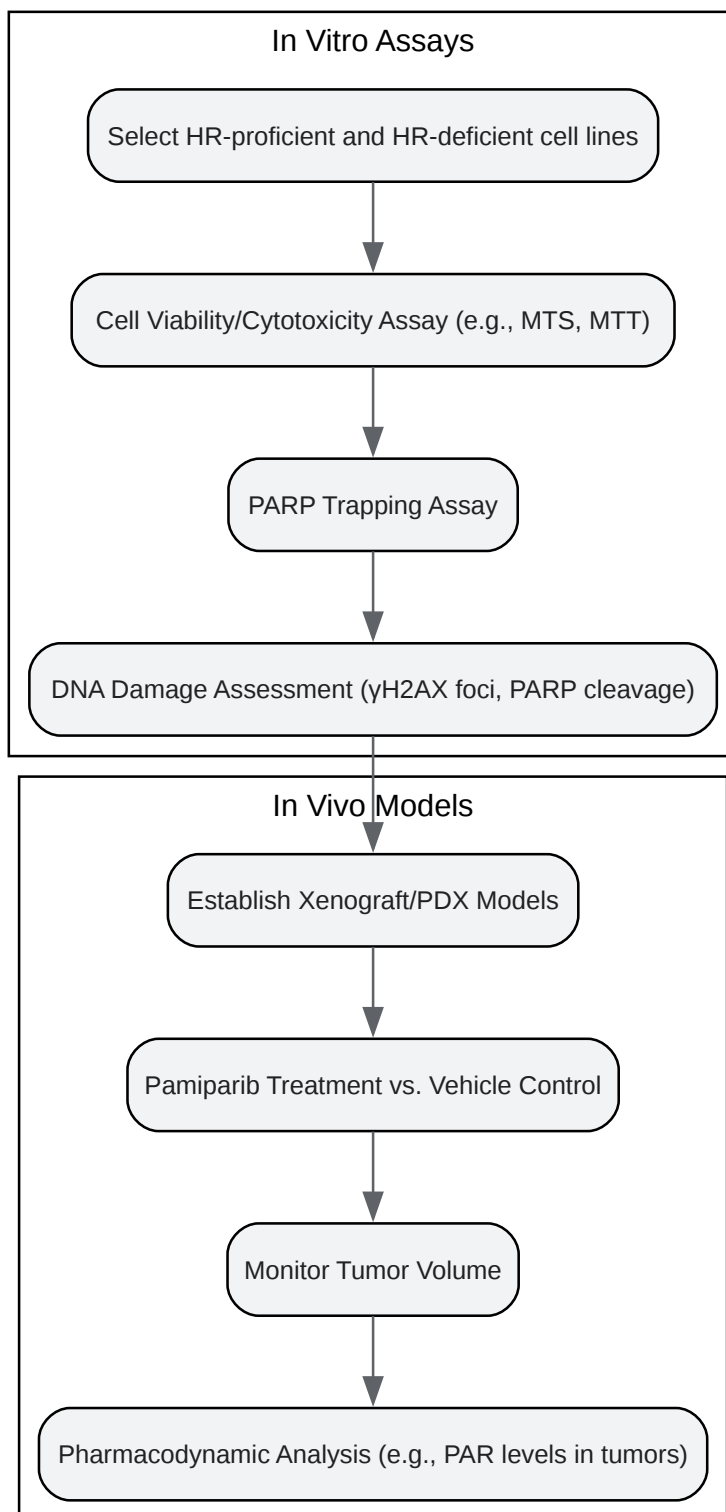 In Vitro Assays
Select HR-proficient and HR-deficient cell lines
Cell Viability/Cytotoxicity Assay (e.g., MTS, MTT)
PARP Trapping Assay
DNA Damage Assessment (γH2AX foci, PARP cleavage)
In Vivo Models
Establish Xenograft/PDX Models
Pamiparib Treatment vs. Vehicle Control
Monitor Tumor Volume
Pharmacodynamic Analysis (e.g., PAR levels in tumors)